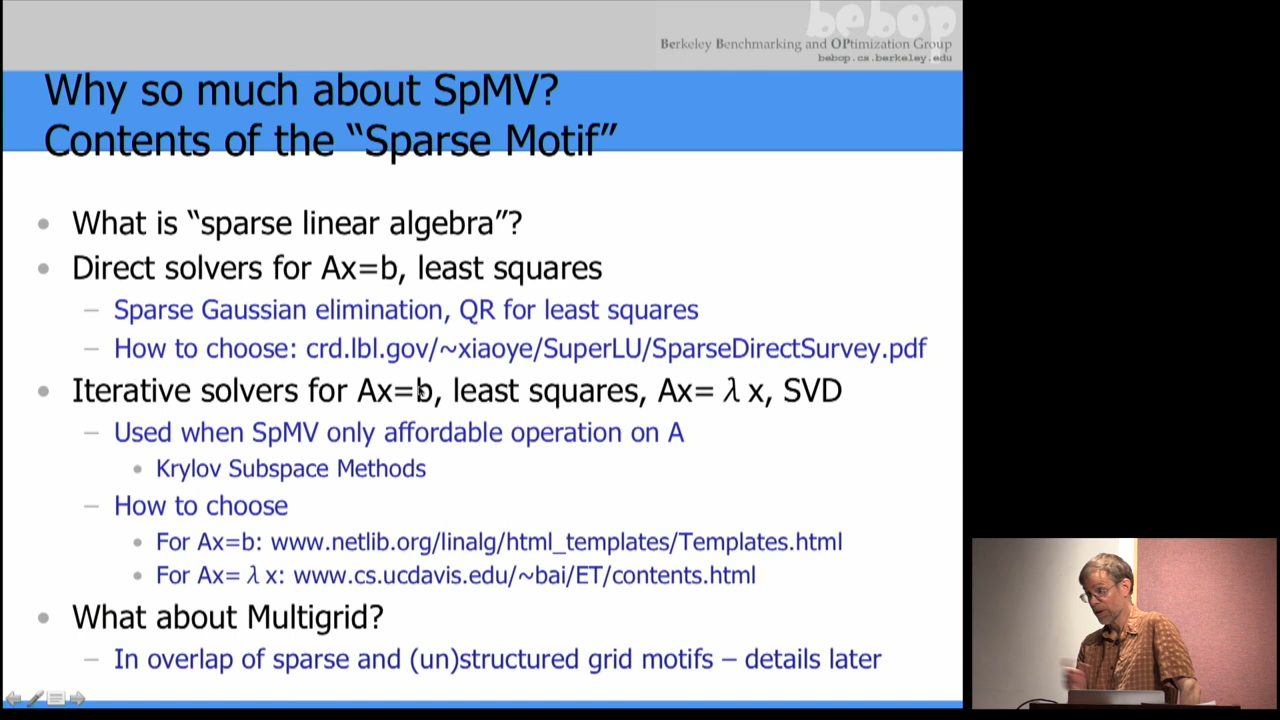 bebop
Berkeley Benchmarking and OPtimization Group
bebop.cs.berkeley.edu
Why so much about SpMV?
Contents of the “Sparse Motif”
• What is “sparse linear algebra”?
• Direct solvers for Ax=b, least squares
– Sparse Gaussian elimination, QR for least squares
– How to choose: crd.lbl.gov/~xiaoye/SuperLU/SparseDirectSurvey.pdf
• Iterative solvers for Ax=b, least squares, Ax= λ x, SVD
– Used when SpMV only affordable operation on A
• Krylov Subspace Methods
– How to choose
• For Ax=b: www.netlib.org/linalg/html_templates/Templates.html
• For Ax= λ x: www.cs.ucdavis.edu/~bai/ET/contents.html
• What about Multigrid?
– In overlap of sparse and (un)structured grid motifs – details later